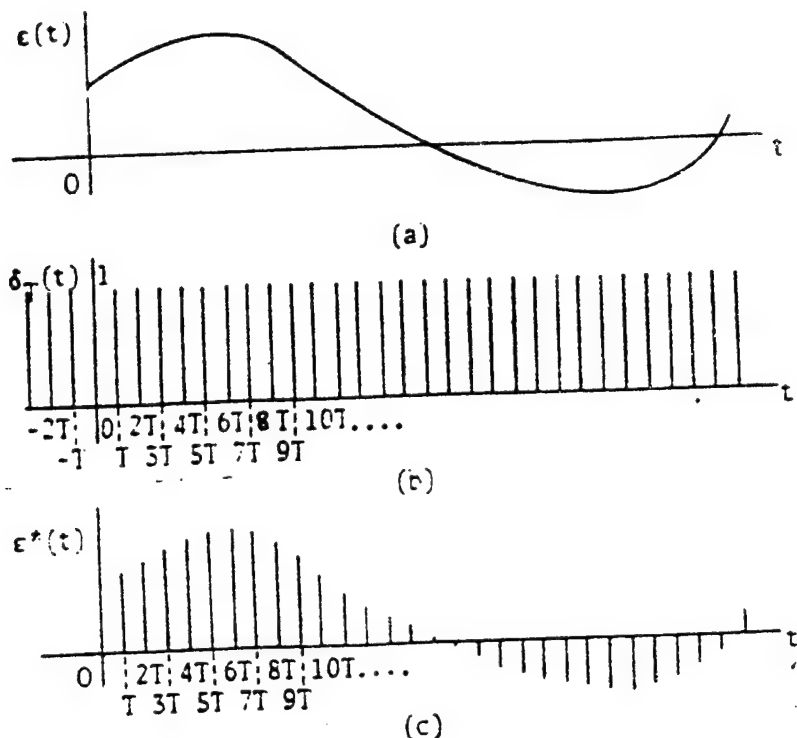 ε(t)
0
t
(a)
δT(t) 1
t
-2T 0 2T 4T 6T 8T 10T....
-T T 3T 5T 7T 9T
(b)
ε*(t)
t
0 2T 4T 6T 8T 10T....
T 3T 5T 7T 9T
(c)